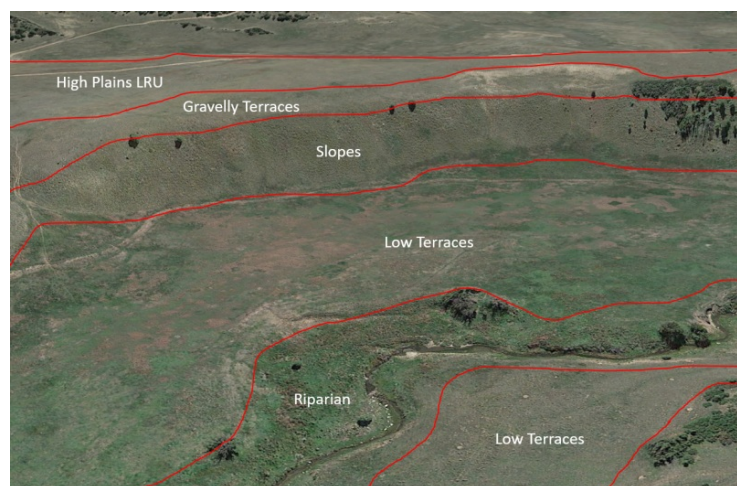 High Plains LRU
Gravelly Terraces
Slopes
Low Terraces
Riparian
Low Terraces